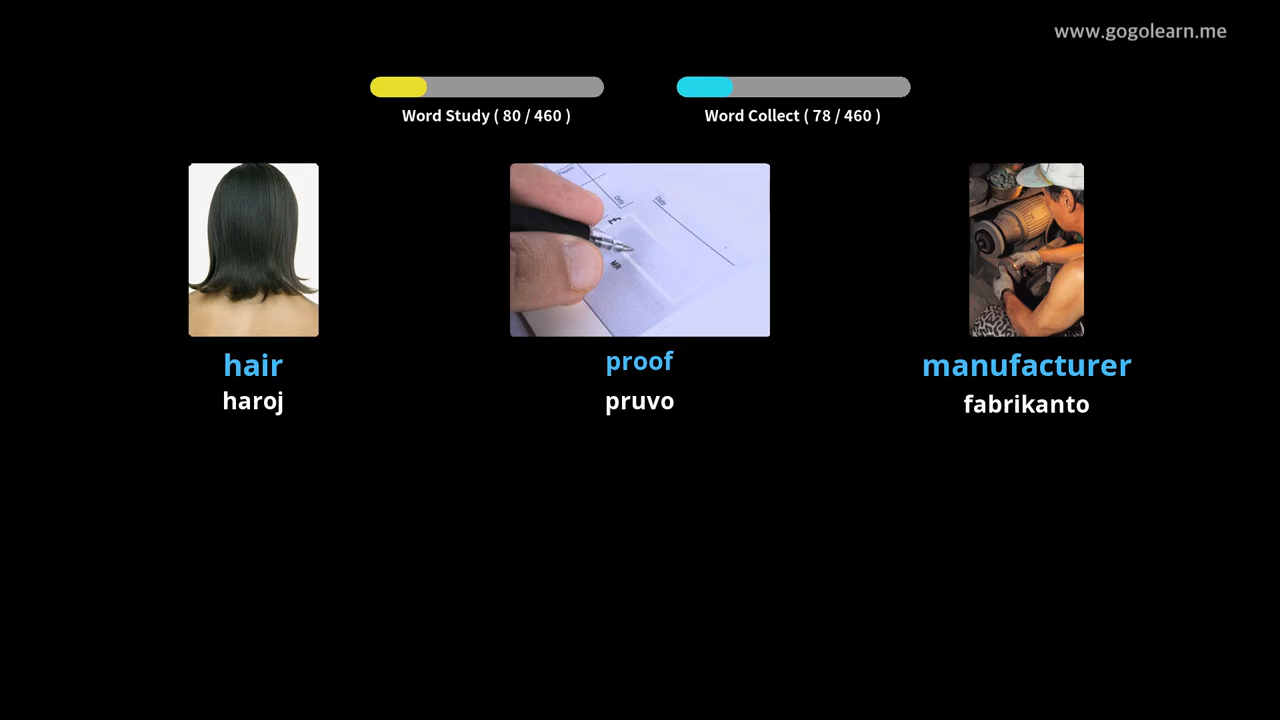 www.gogolearn.me
Word Study ( 80 / 460 )
Word Collect ( 78 / 460 )
hair
haroj
proof
pruvo
manufacturer
fabrikanto